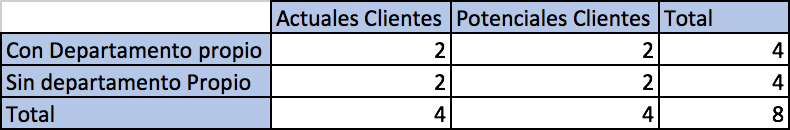 Actuales Clientes Potenciales Clientes Total
Con Departamento propio 2 2 4
Sin departamento Propio 2 2 4
Total 4 4 8